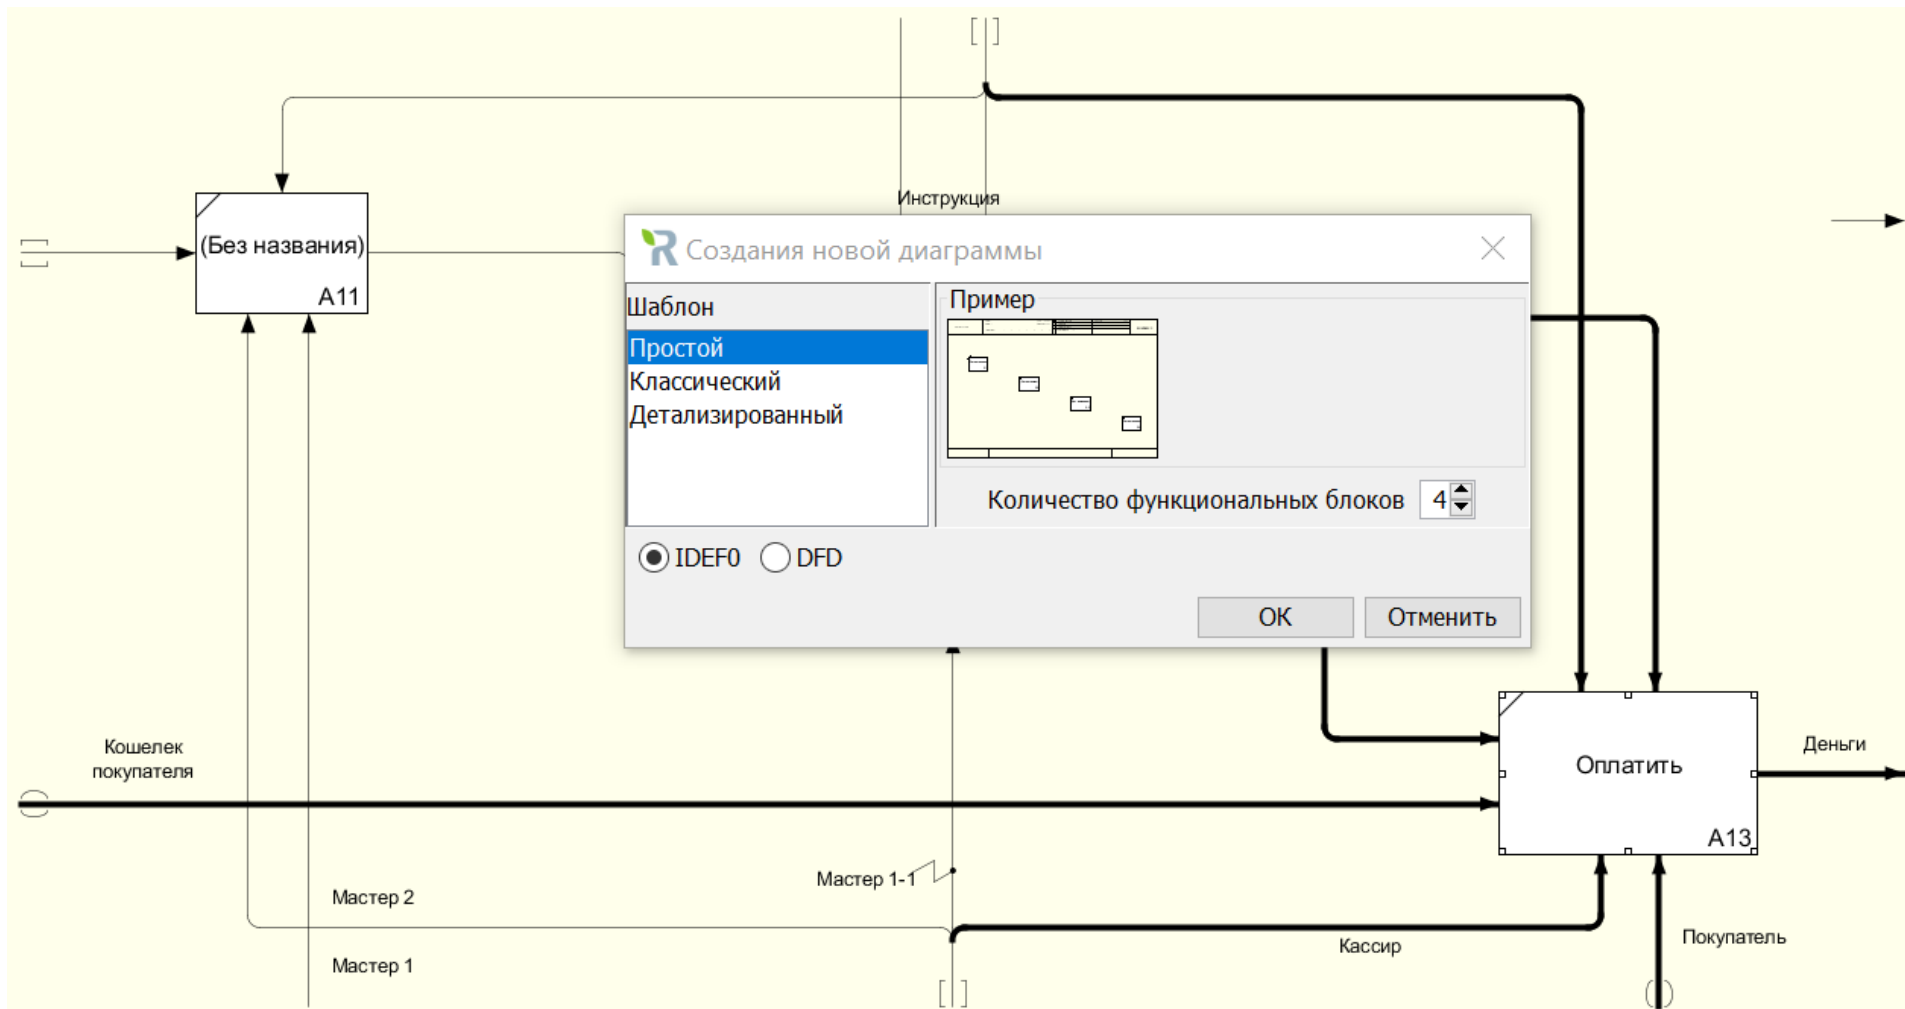 Инструкция
(Без названия)
A11
Создания новой диаграммы
Шаблон
Простой
Классический
Детализированный
Пример
Количество функциональных блоков 4
IDEF0 DFD
ОК Отменить
Кошелек
покупателя
Деньги
Оплатить
A13
Мастер 1-1
Мастер 2
Кассир
Покупатель
Мастер 1